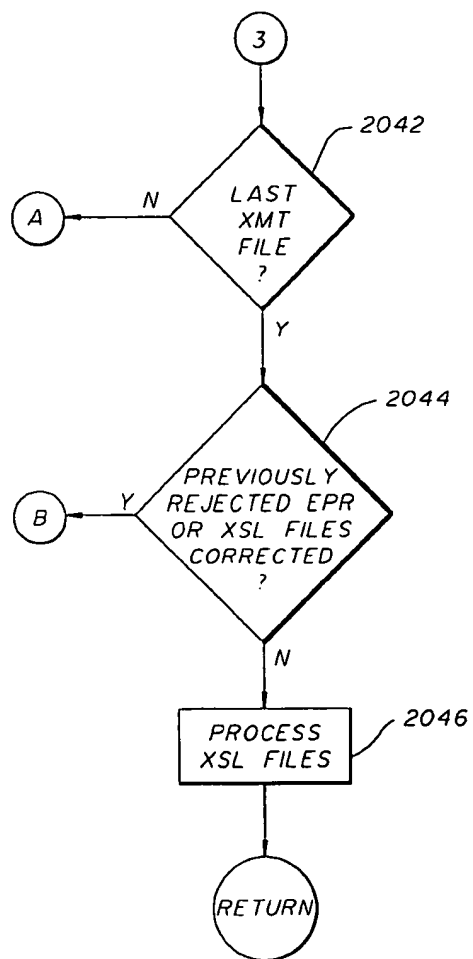 3
2042
LAST
XMT
FILE
?
N
A
Y
2044
PREVIOUSLY
REJECTED EPR
OR XSL FILES
CORRECTED
?
Y
B
N
2046
PROCESS
XSL FILES
RETURN